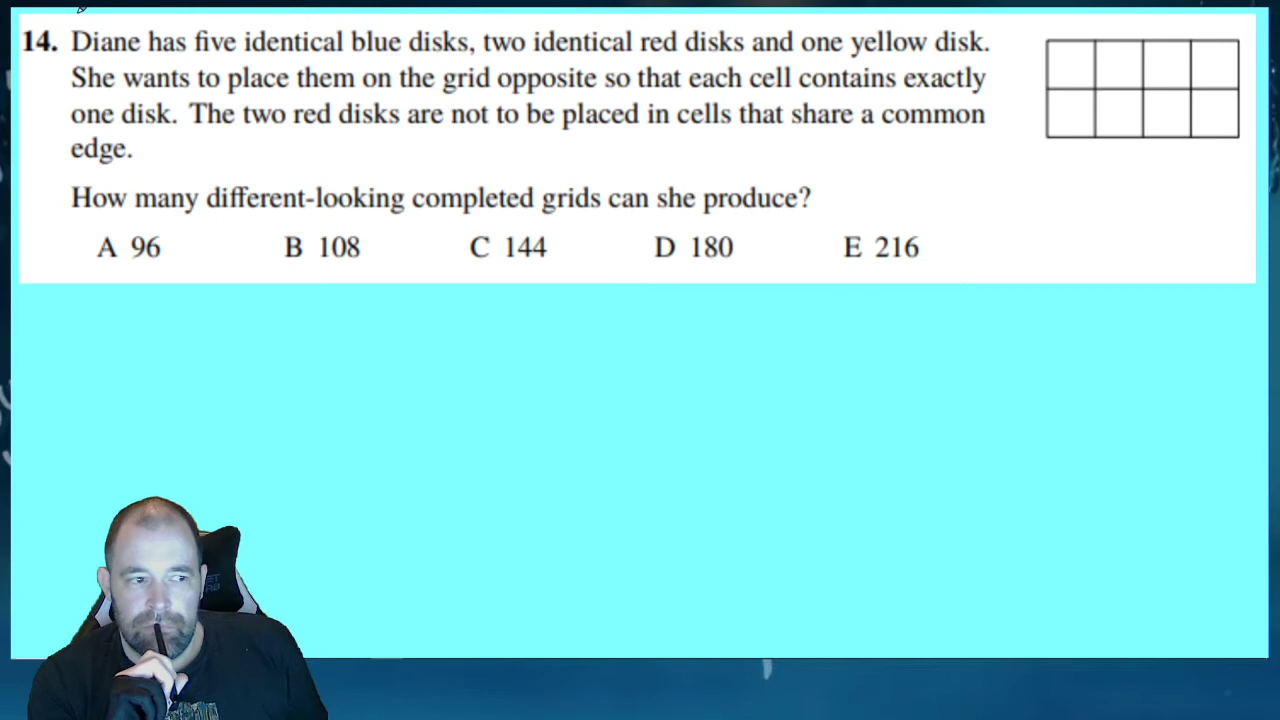 14. Diane has five identical blue disks, two identical red disks and one yellow disk.
She wants to place them on the grid opposite so that each cell contains exactly
one disk. The two red disks are not to be placed in cells that share a common
edge.
How many different-looking completed grids can she produce?
A 96 B 108 C 144 D 180 E 216